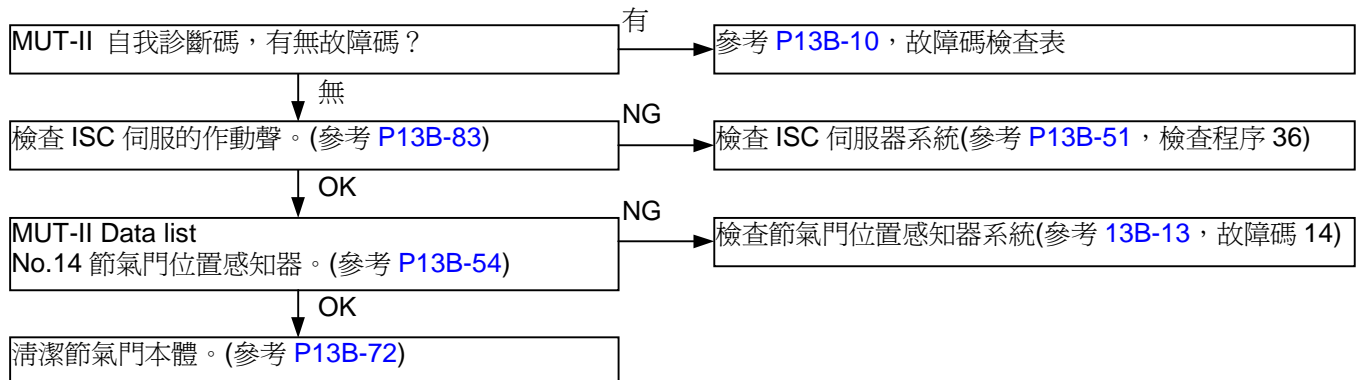 MUT-II 自我診斷碼，有無故障碼？
有
參考 P13B-10，故障碼檢查表
無
檢查 ISC 伺服的作動聲。(參考 P13B-83)
NG
檢查 ISC 伺服器系統(參考 P13B-51，檢查程序 36)
OK
MUT-II Data list
No.14 節氣門位置感知器。(參考 P13B-54)
NG
檢查節氣門位置感知器系統(參考 13B-13，故障碼 14)
OK
清潔節氣門本體。(參考 P13B-72)